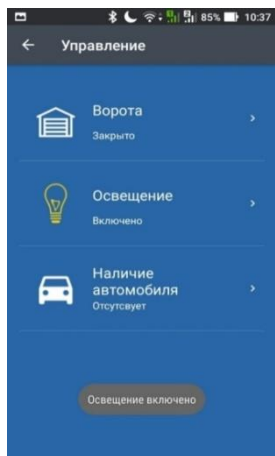 85% 10:37
Управление
Ворота
Закрыто
Освещение
Включено
Наличие
автомобиля
Отсутсвует
Освещение включено